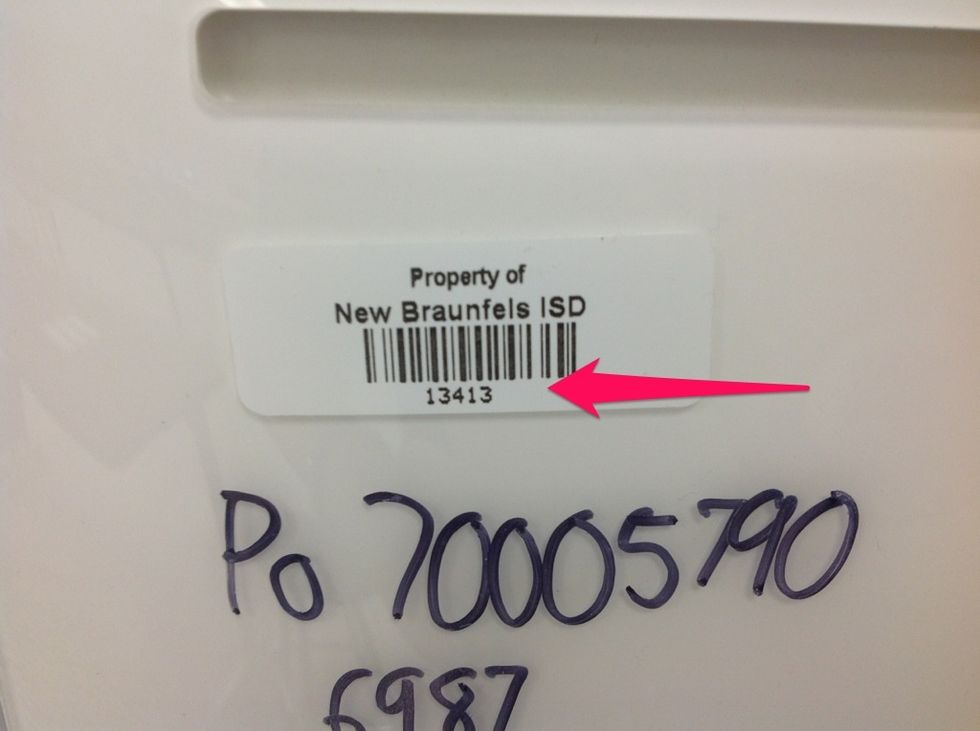 Property of
New Braunfels ISD
13413
Po 70005790
6987